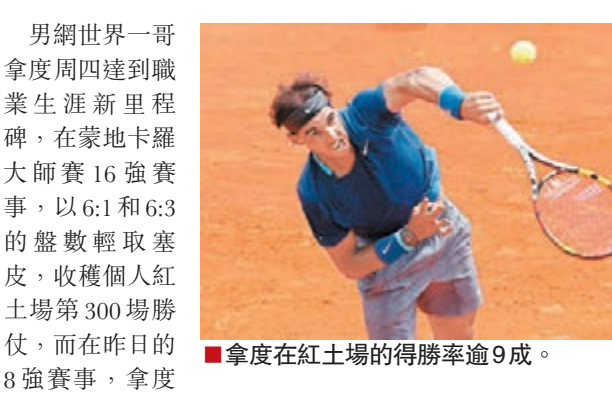 男網世界一哥
拿度周四達到職
業生涯新里程
碑，在蒙地卡羅
大師賽16強賽
事，以6:1和6:3
的盤數輕取塞
皮，收穫個人紅
土場第300場勝
仗，而在昨日的
8強賽事，拿度
■拿度在紅土場的得勝率逾9成。